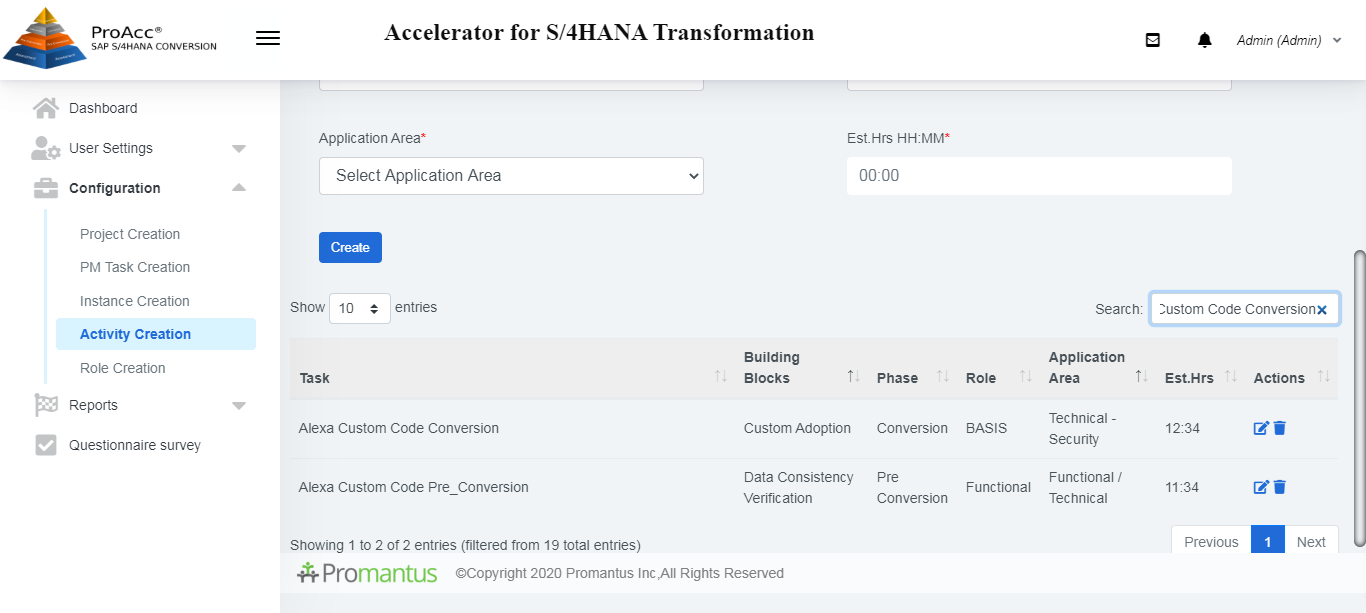 ProAcc®
SAP S/4HANA CONVERSION
Accelerator for S/4HANA Transformation
Admin (Admin)
Dashboard
User Settings
Configuration
Project Creation
PM Task Creation
Instance Creation
Activity Creation
Role Creation
Reports
Questionnaire survey
Application Area*
Est.Hrs HH:MM*
Select Application Area
00:00
Create
Show 10 entries
Search: Custom Code Conversion
Task Building Blocks Phase Role Application Area Est.Hrs Actions
Alexa Custom Code Conversion Custom Adoption Conversion BASIS Technical - Security 12:34
Alexa Custom Code Pre_Conversion Data Consistency Verification Pre Conversion Functional Functional / Technical 11:34
Showing 1 to 2 of 2 entries (filtered from 19 total entries)
Previous 1 Next
Promantus ©Copyright 2020 Promantus Inc,All Rights Reserved